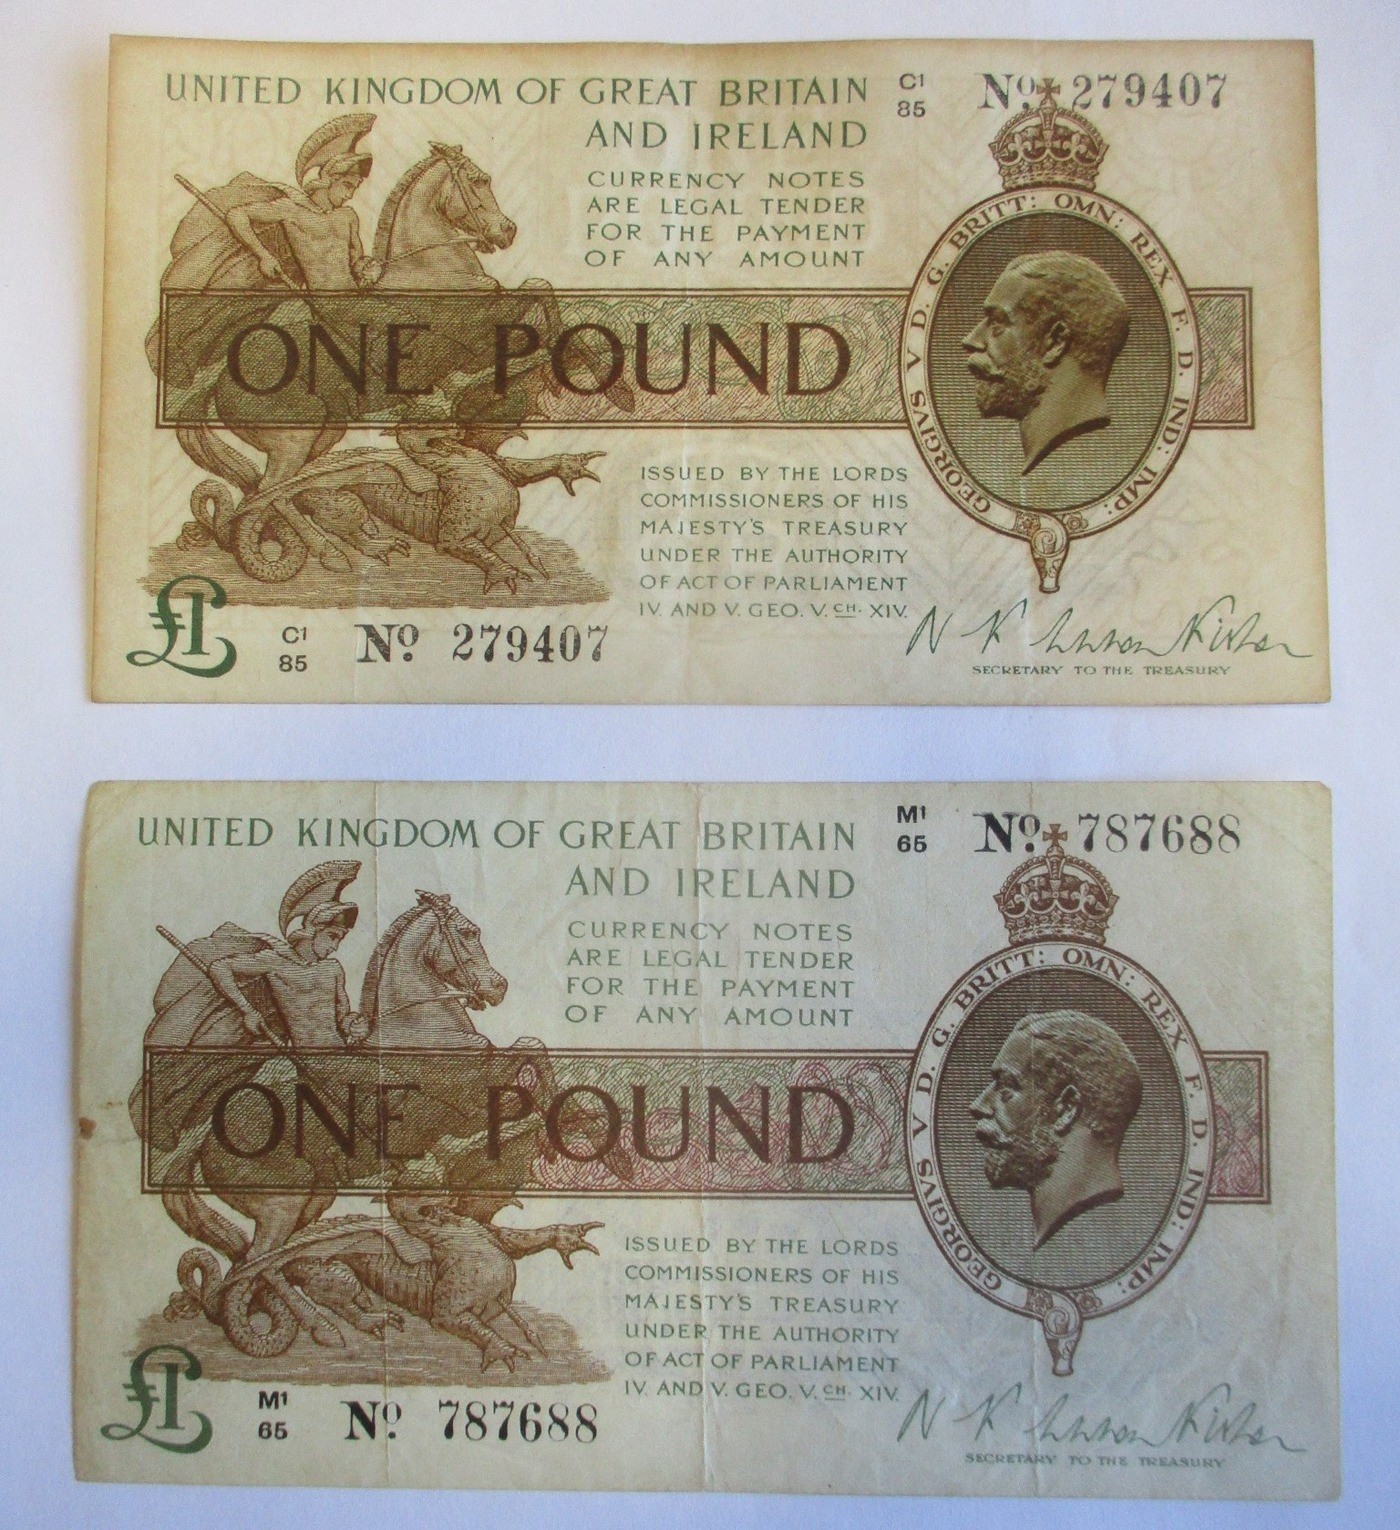 UNITED KINGDOM OF GREAT BRITAIN
AND IRELAND
C1
85
No. 279407
CURRENCY NOTES
ARE LEGAL TENDER
FOR THE PAYMENT
OF ANY AMOUNT
ONE POUND
GEORGIVS V D. G. BRITT: OMN: REX F. D. IND: IMP:
ISSUED BY THE LORDS
COMMISSIONERS OF HIS
MAJESTY'S TREASURY
UNDER THE AUTHORITY
OF ACT OF PARLIAMENT
IV. AND V. GEO. V. CH. XIV.
£1
C1
85
No. 279407
SECRETARY TO THE TREASURY
UNITED KINGDOM OF GREAT BRITAIN
AND IRELAND
M1
65
No. 787688
CURRENCY NOTES
ARE LEGAL TENDER
FOR THE PAYMENT
OF ANY AMOUNT
ONE POUND
GEORGIVS V D. G. BRITT: OMN: REX F. D. IND: IMP:
ISSUED BY THE LORDS
COMMISSIONERS OF HIS
MAJESTY'S TREASURY
UNDER THE AUTHORITY
OF ACT OF PARLIAMENT
IV. AND V. GEO. V. CH. XIV.
£1
M1
65
No. 787688
SECRETARY TO THE TREASURY